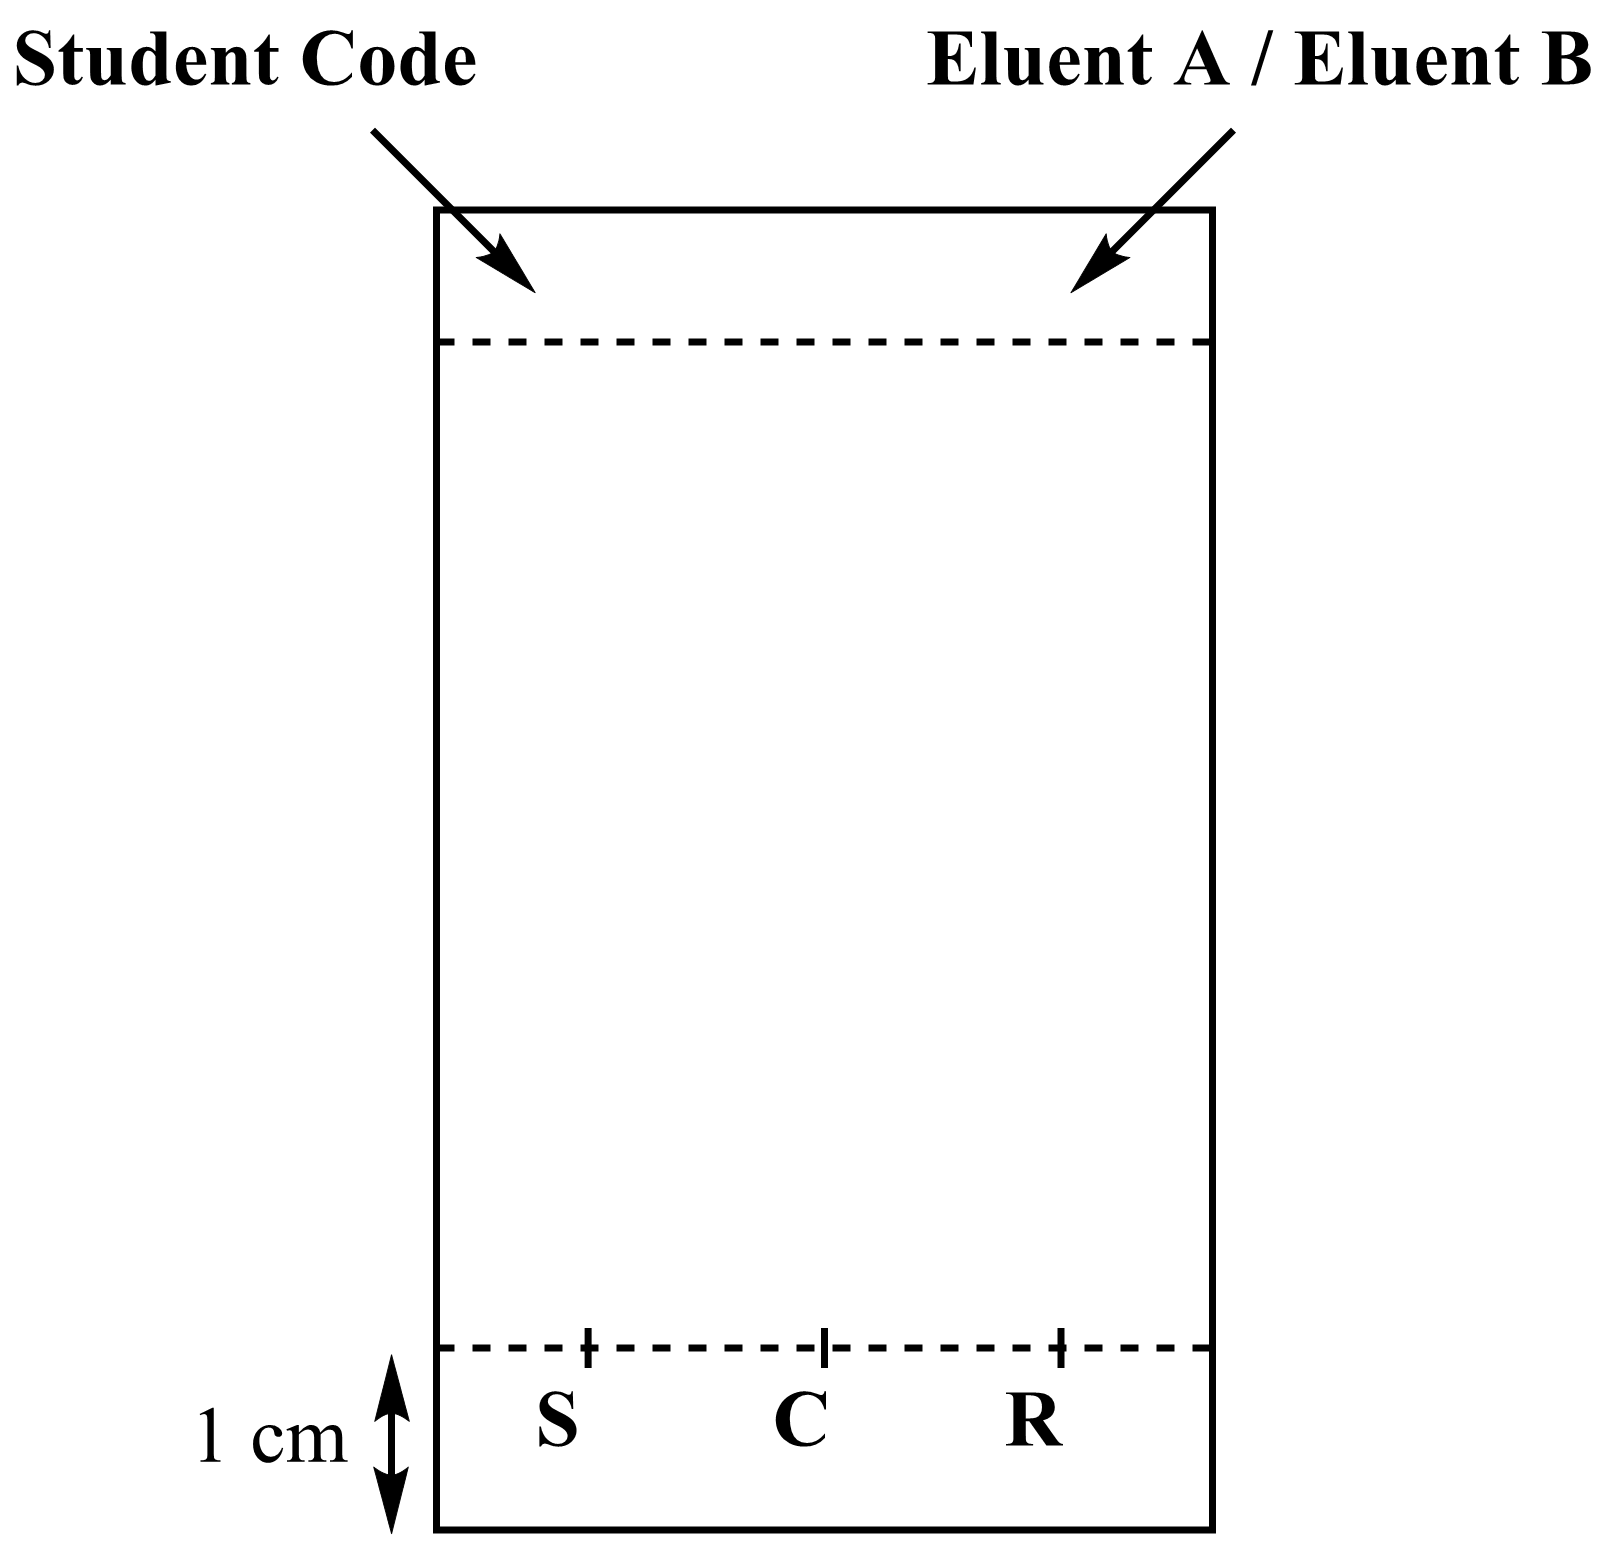 Student Code
Eluent A / Eluent B
S C R
1 cm